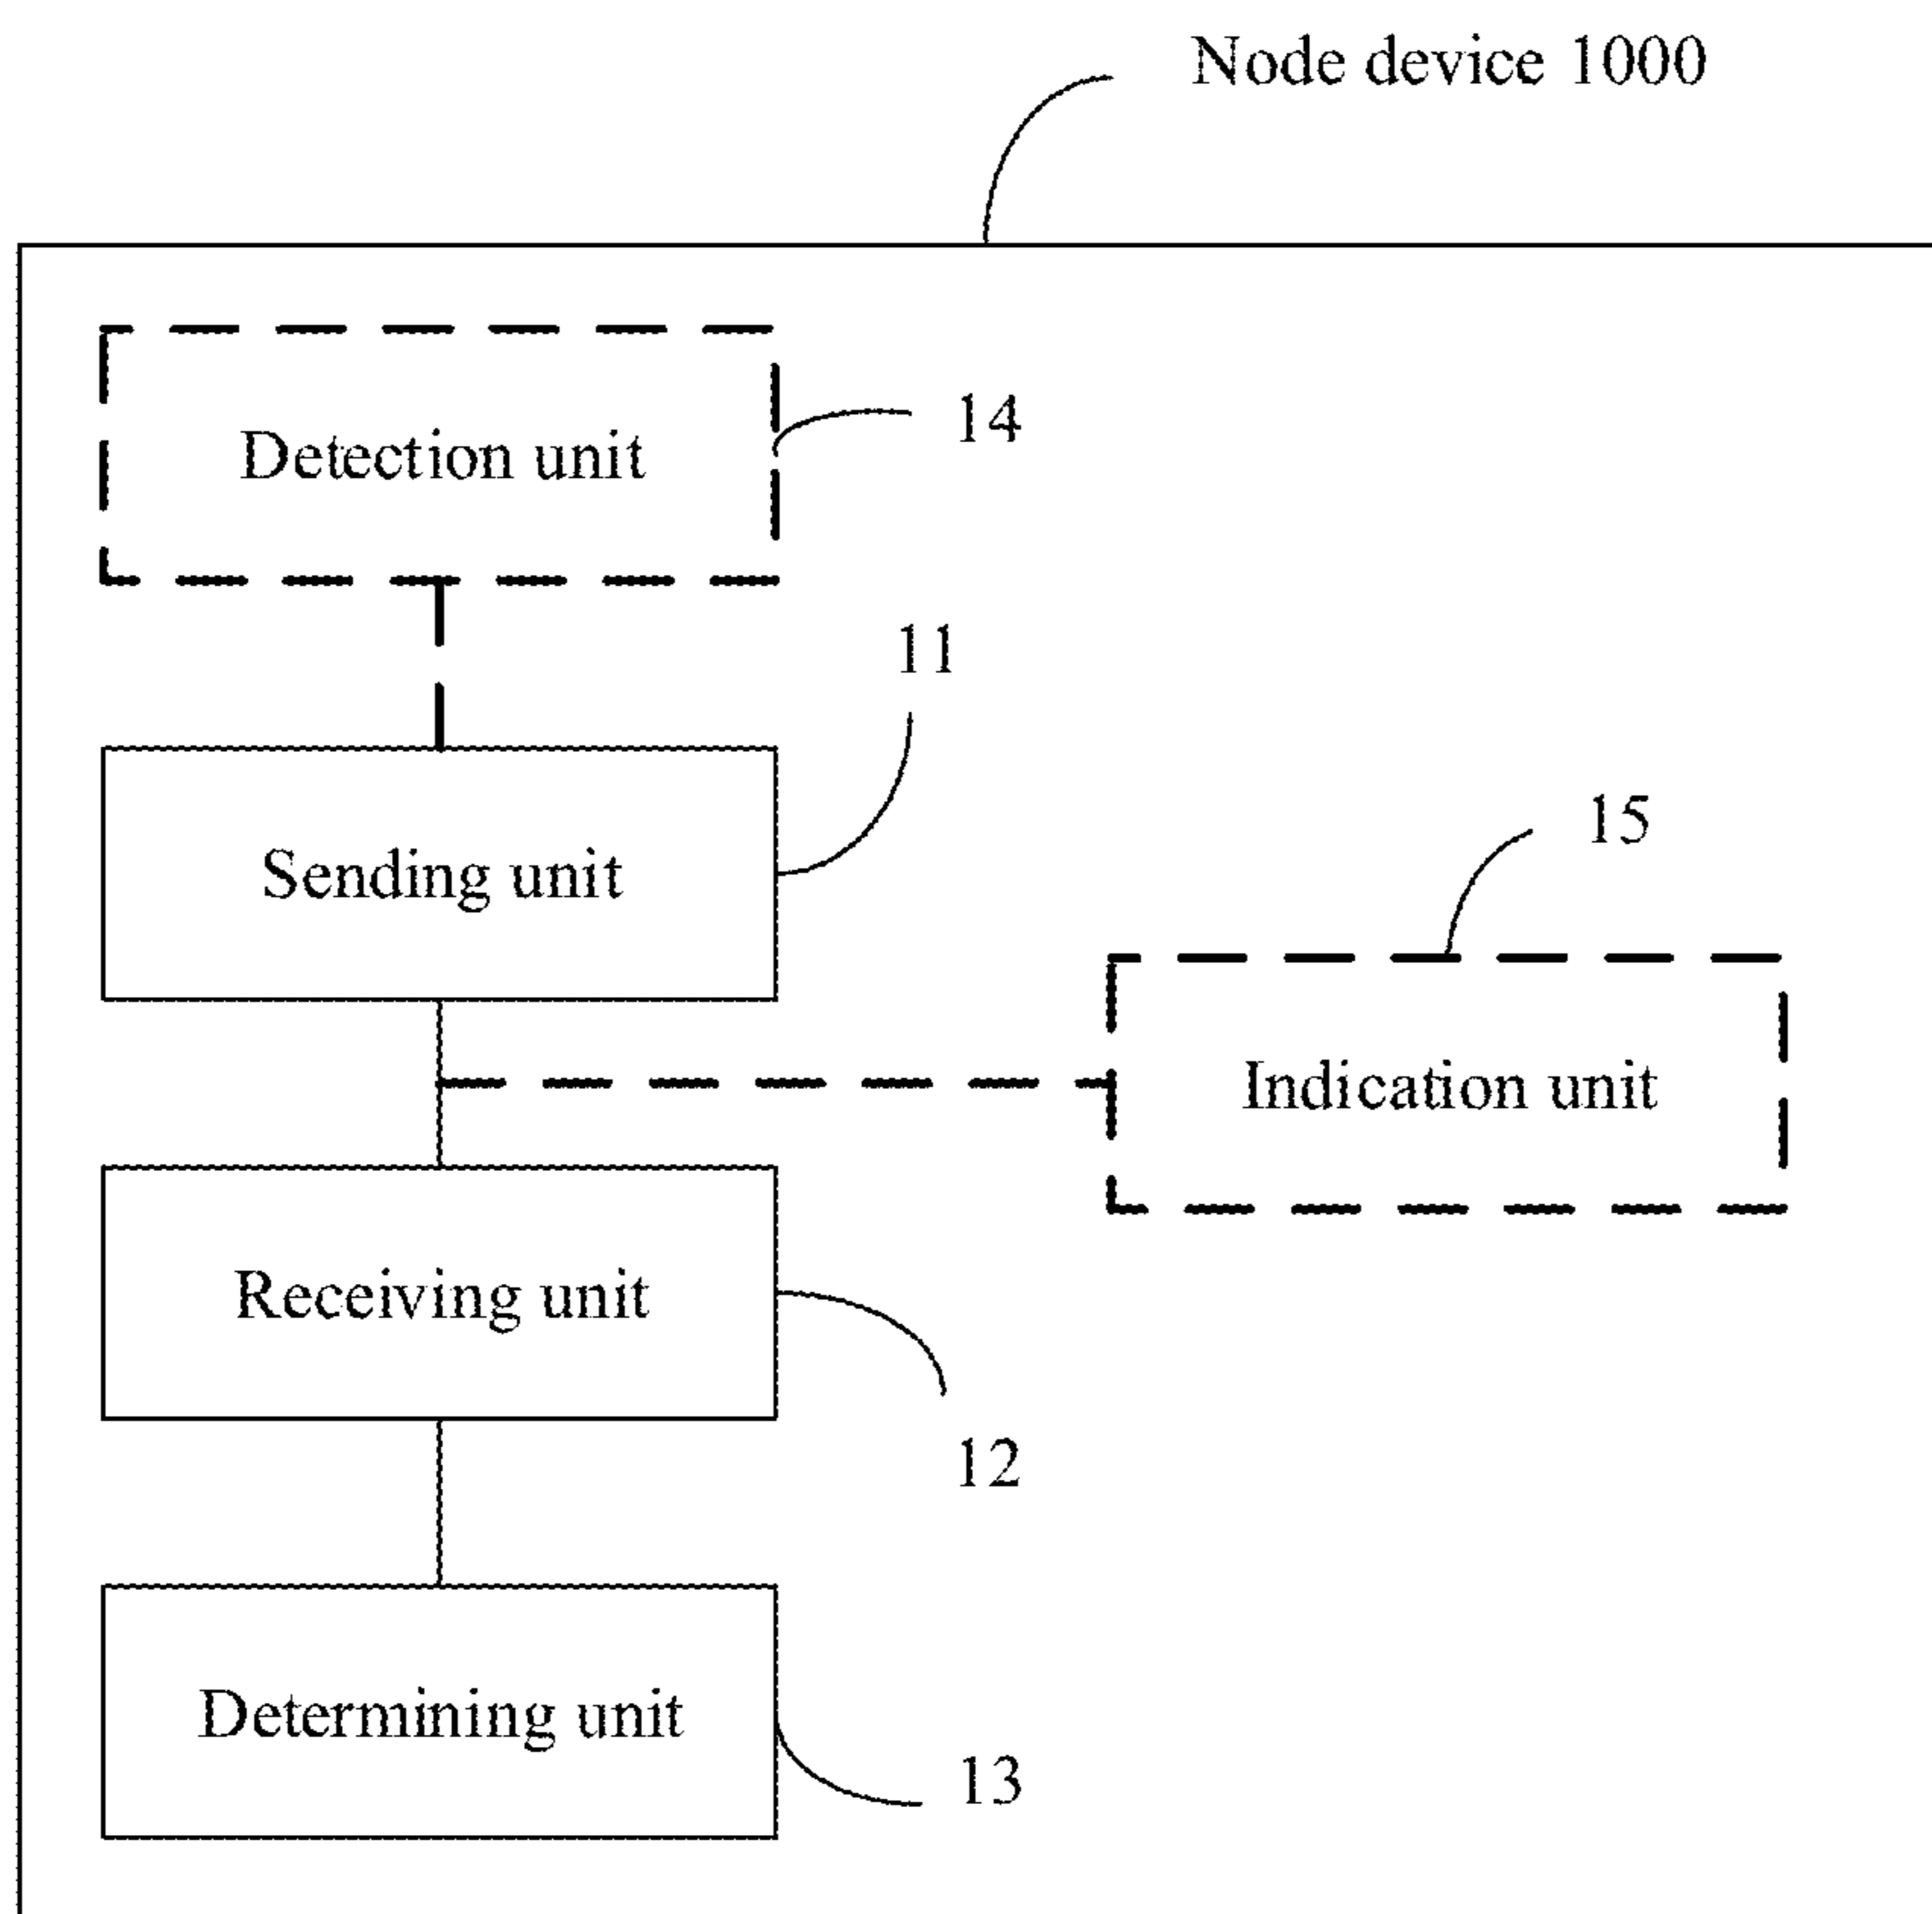 Node device 1000
Detection unit
14
11
Sending unit
15
Indication unit
Receiving unit
12
Determining unit
13